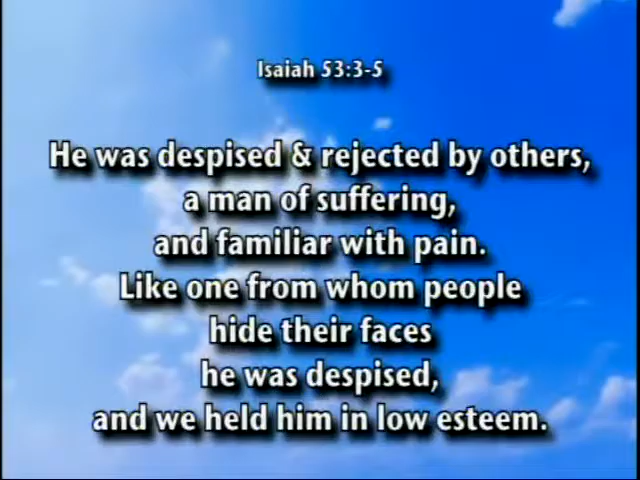 Isaiah 53:3-5
He was despised & rejected by others,
a man of suffering,
and familiar with pain.
Like one from whom people
hide their faces
he was despised,
and we held him in low esteem.